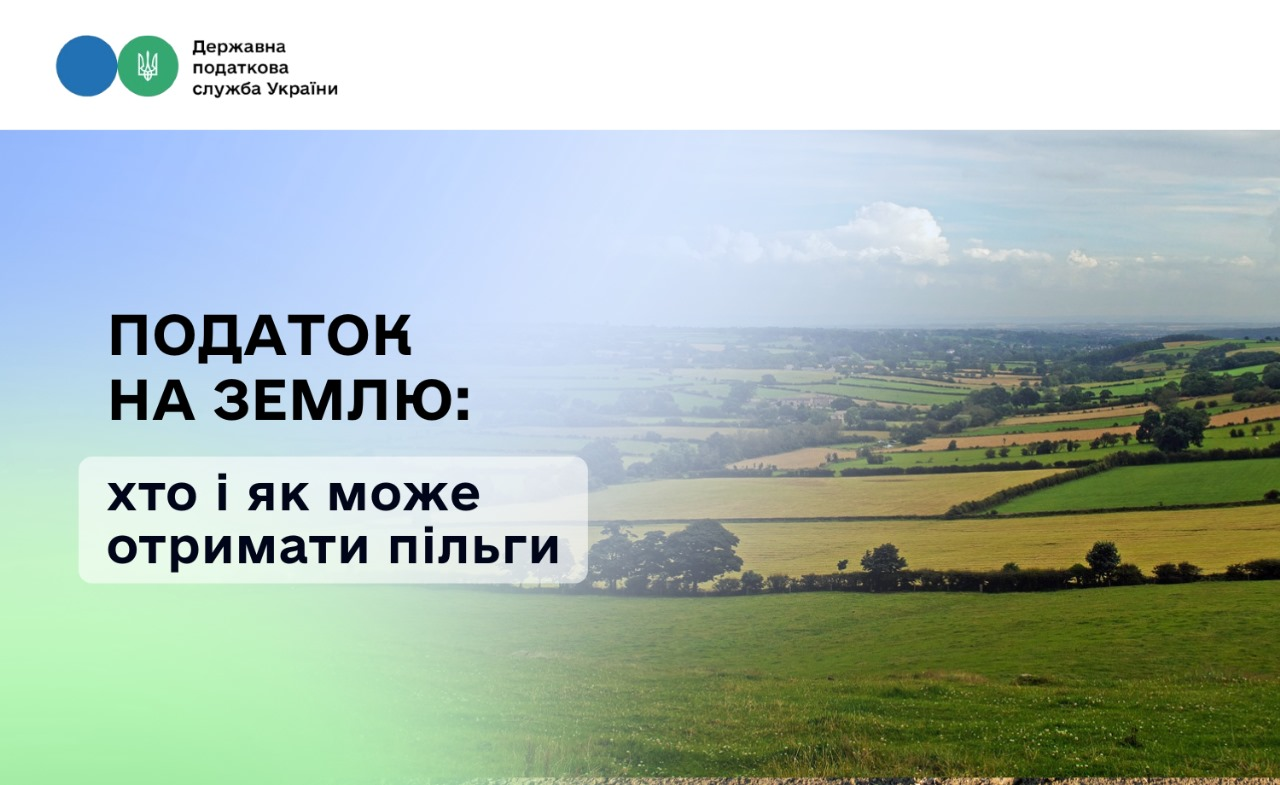 Державна
податкова
служба України
ПОДАТОК
НА ЗЕМЛЮ:
хто і як може
отримати пільги